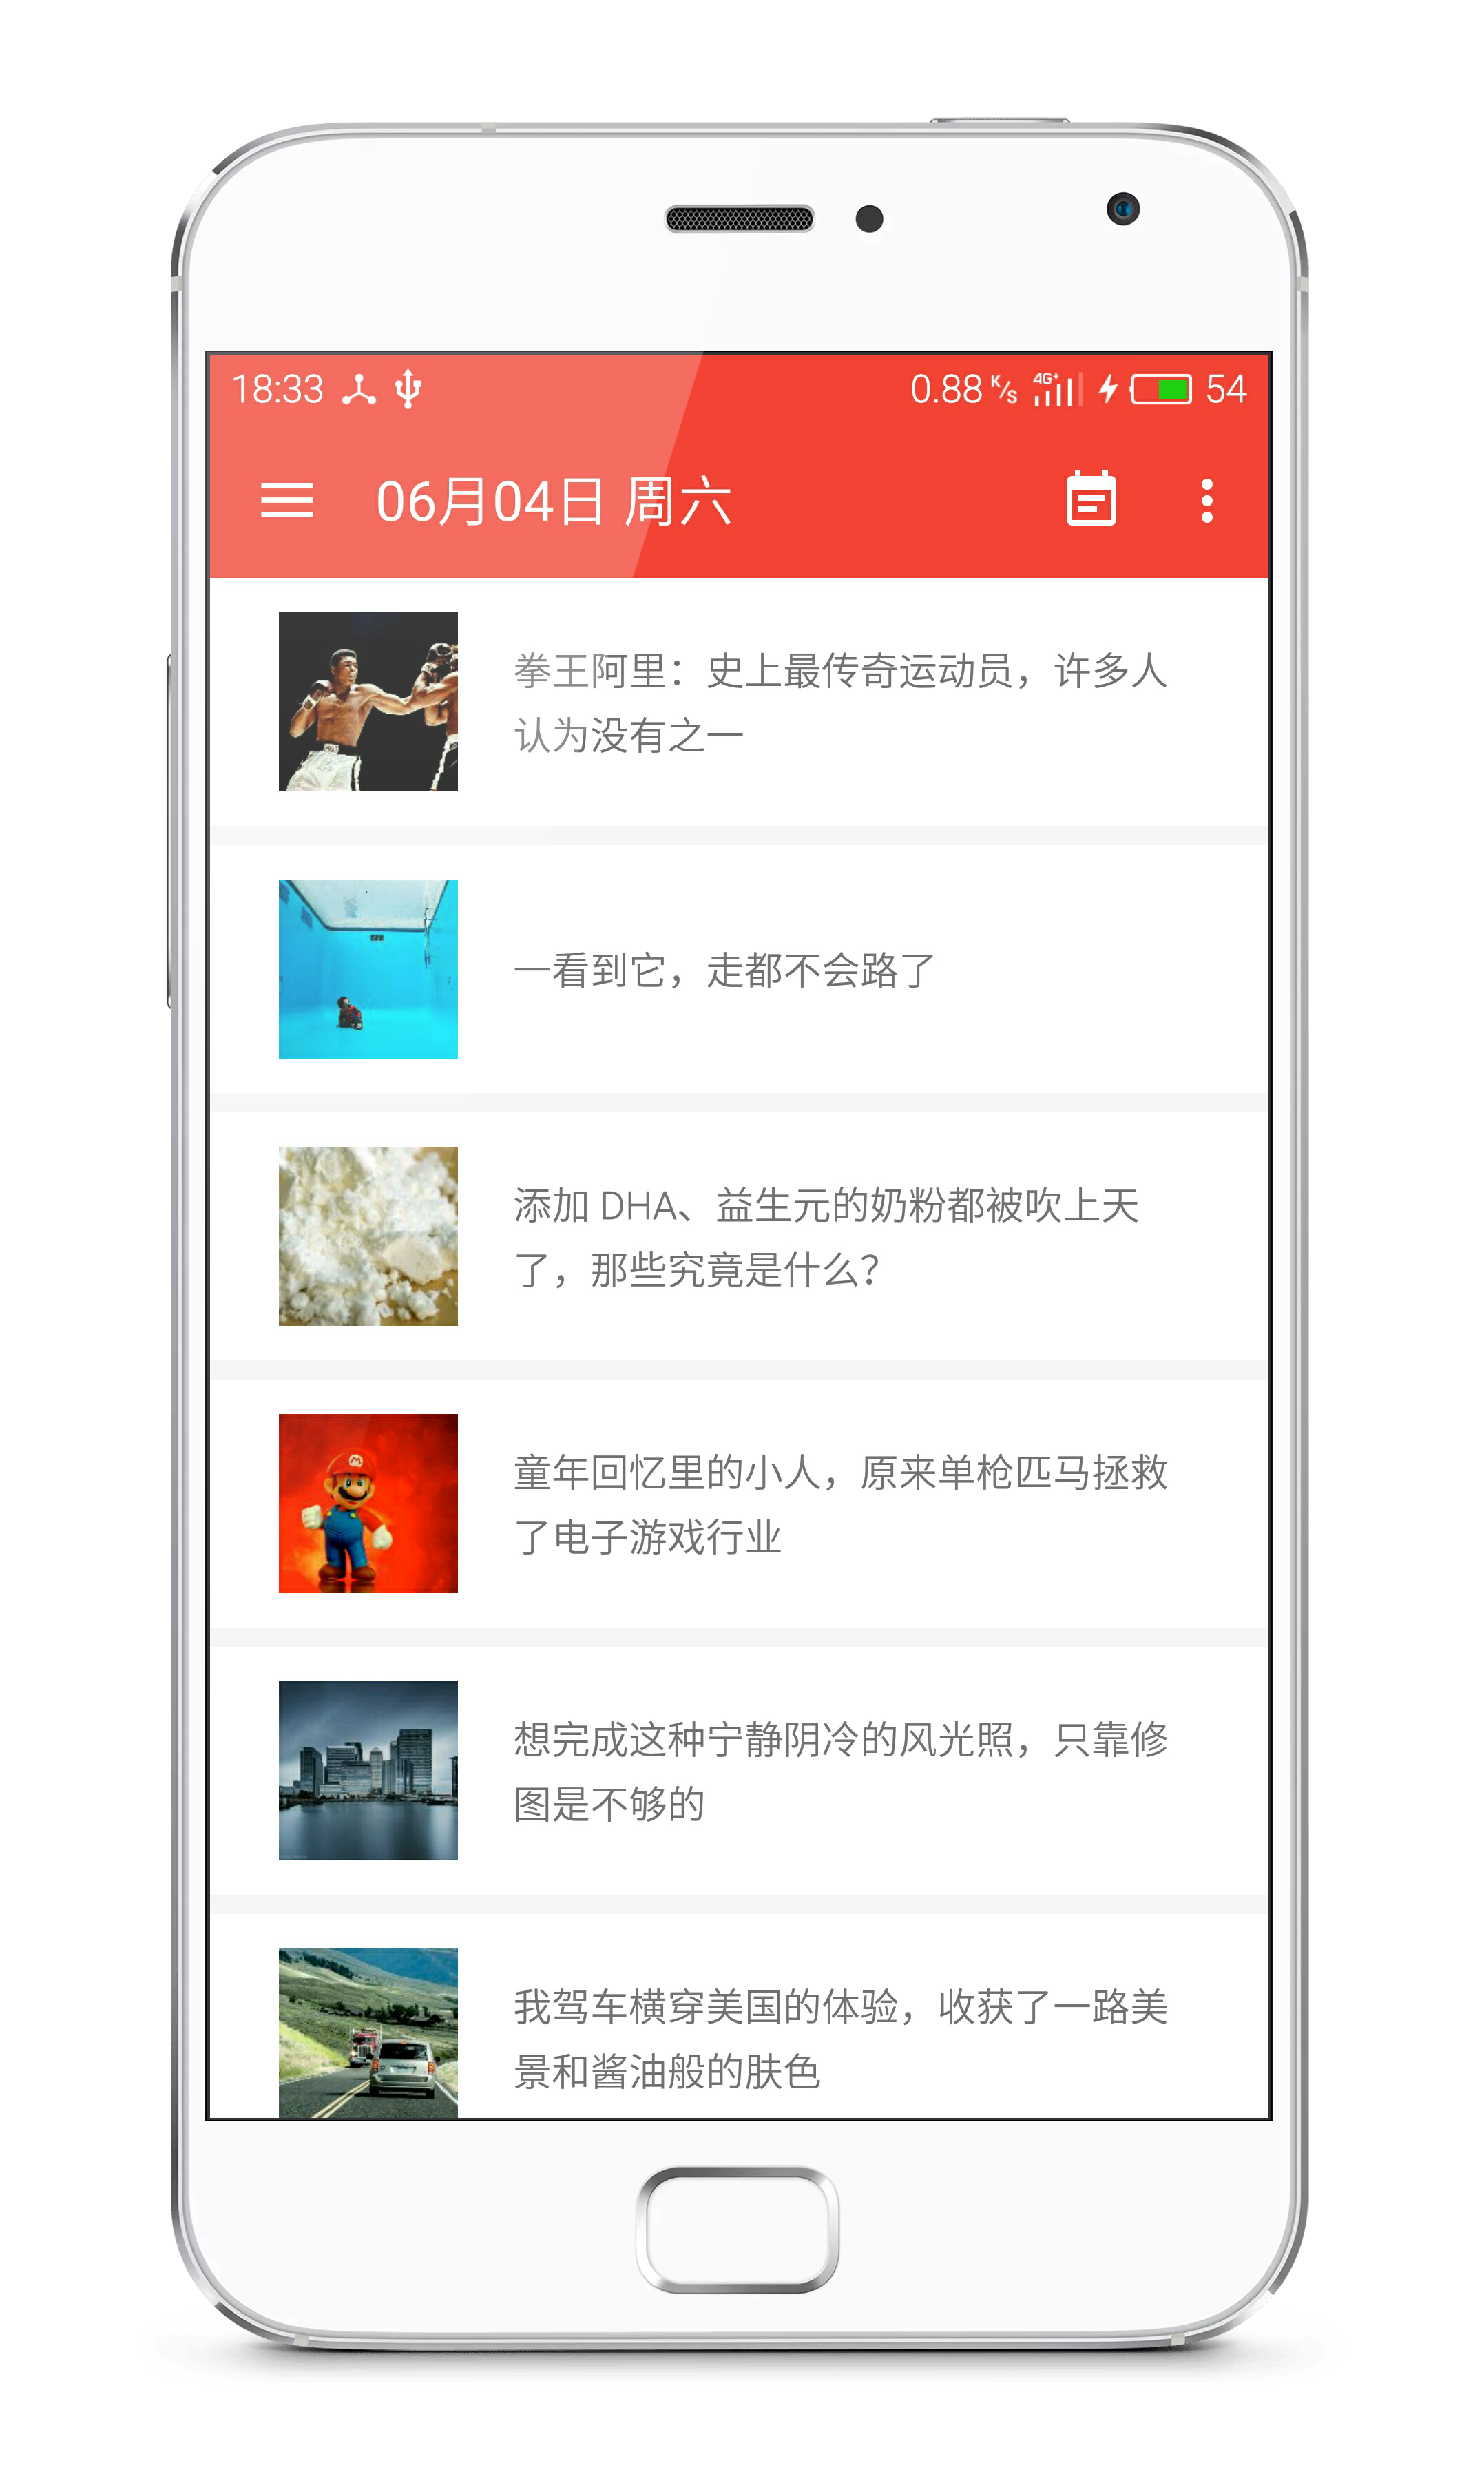 18:33 0.88 K/s 4G+ 54
06月04日 周六
拳王阿里：史上最传奇运动员，许多人
认为没有之一
一看到它，走都不会路了
添加 DHA、益生元的奶粉都被吹上天
了，那些究竟是什么？
童年回忆里的小人，原来单枪匹马拯救
了电子游戏行业
想完成这种宁静阴冷的风光照，只靠修
图是不够的
我驾车横穿美国的体验，收获了一路美
景和酱油般的肤色